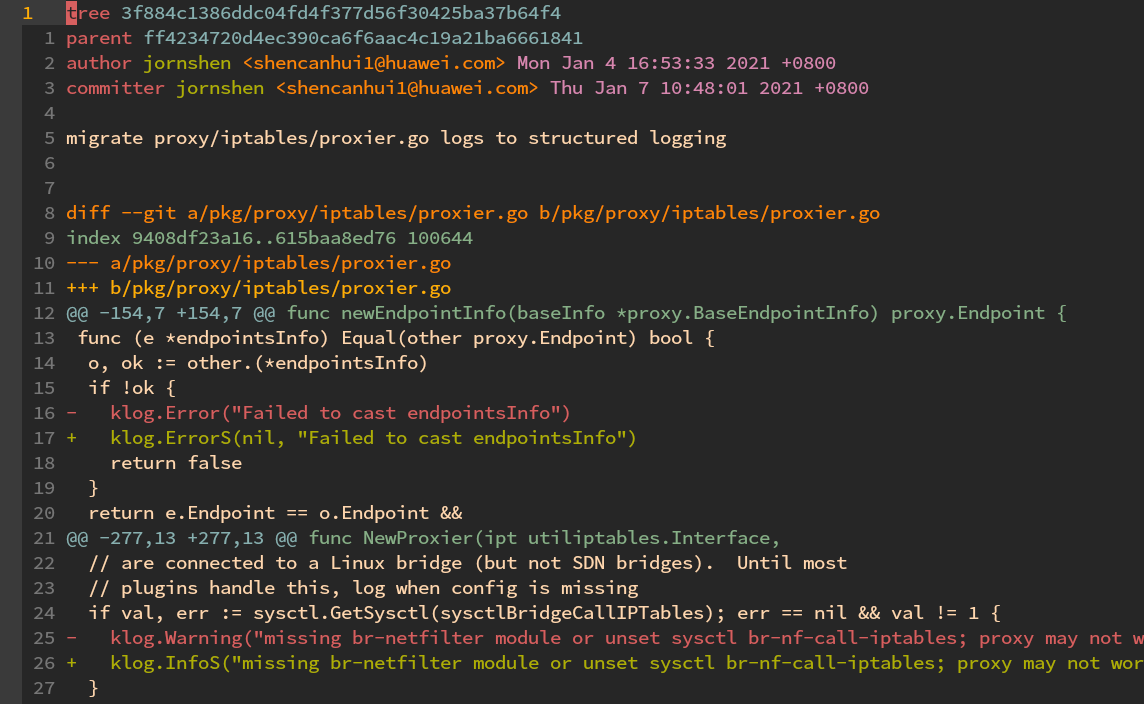 1 tree 3f884c1386ddc04fd4f377d56f30425ba37b64f4
1 parent ff4234720d4ec390ca6f6aac4c19a21ba6661841
2 author jornshen <shencanhui1@huawei.com> Mon Jan 4 16:53:33 2021 +0800
3 committer jornshen <shencanhui1@huawei.com> Thu Jan 7 10:48:01 2021 +0800
4
5 migrate proxy/iptables/proxier.go logs to structured logging
6
7
8 diff --git a/pkg/proxy/iptables/proxier.go b/pkg/proxy/iptables/proxier.go
9 index 9408df23a16..615baa8ed76 100644
10 --- a/pkg/proxy/iptables/proxier.go
11 +++ b/pkg/proxy/iptables/proxier.go
12 @@ -154,7 +154,7 @@ func newEndpointInfo(baseInfo *proxy.BaseEndpointInfo) proxy.Endpoint {
13  func (e *endpointsInfo) Equal(other proxy.Endpoint) bool {
14   o, ok := other.(*endpointsInfo)
15   if !ok {
16 -   klog.Error("Failed to cast endpointsInfo")
17 +   klog.ErrorS(nil, "Failed to cast endpointsInfo")
18     return false
19   }
20   return e.Endpoint == o.Endpoint &&
21 @@ -277,13 +277,13 @@ func NewProxier(ipt utiliptables.Interface,
22   // are connected to a Linux bridge (but not SDN bridges).  Until most
23   // plugins handle this, log when config is missing
24   if val, err := sysctl.GetSysctl(sysctlBridgeCallIPTables); err == nil && val != 1 {
25 -   klog.Warning("missing br-netfilter module or unset sysctl br-nf-call-iptables; proxy may not w
26 +   klog.InfoS("missing br-netfilter module or unset sysctl br-nf-call-iptables; proxy may not wor
27   }